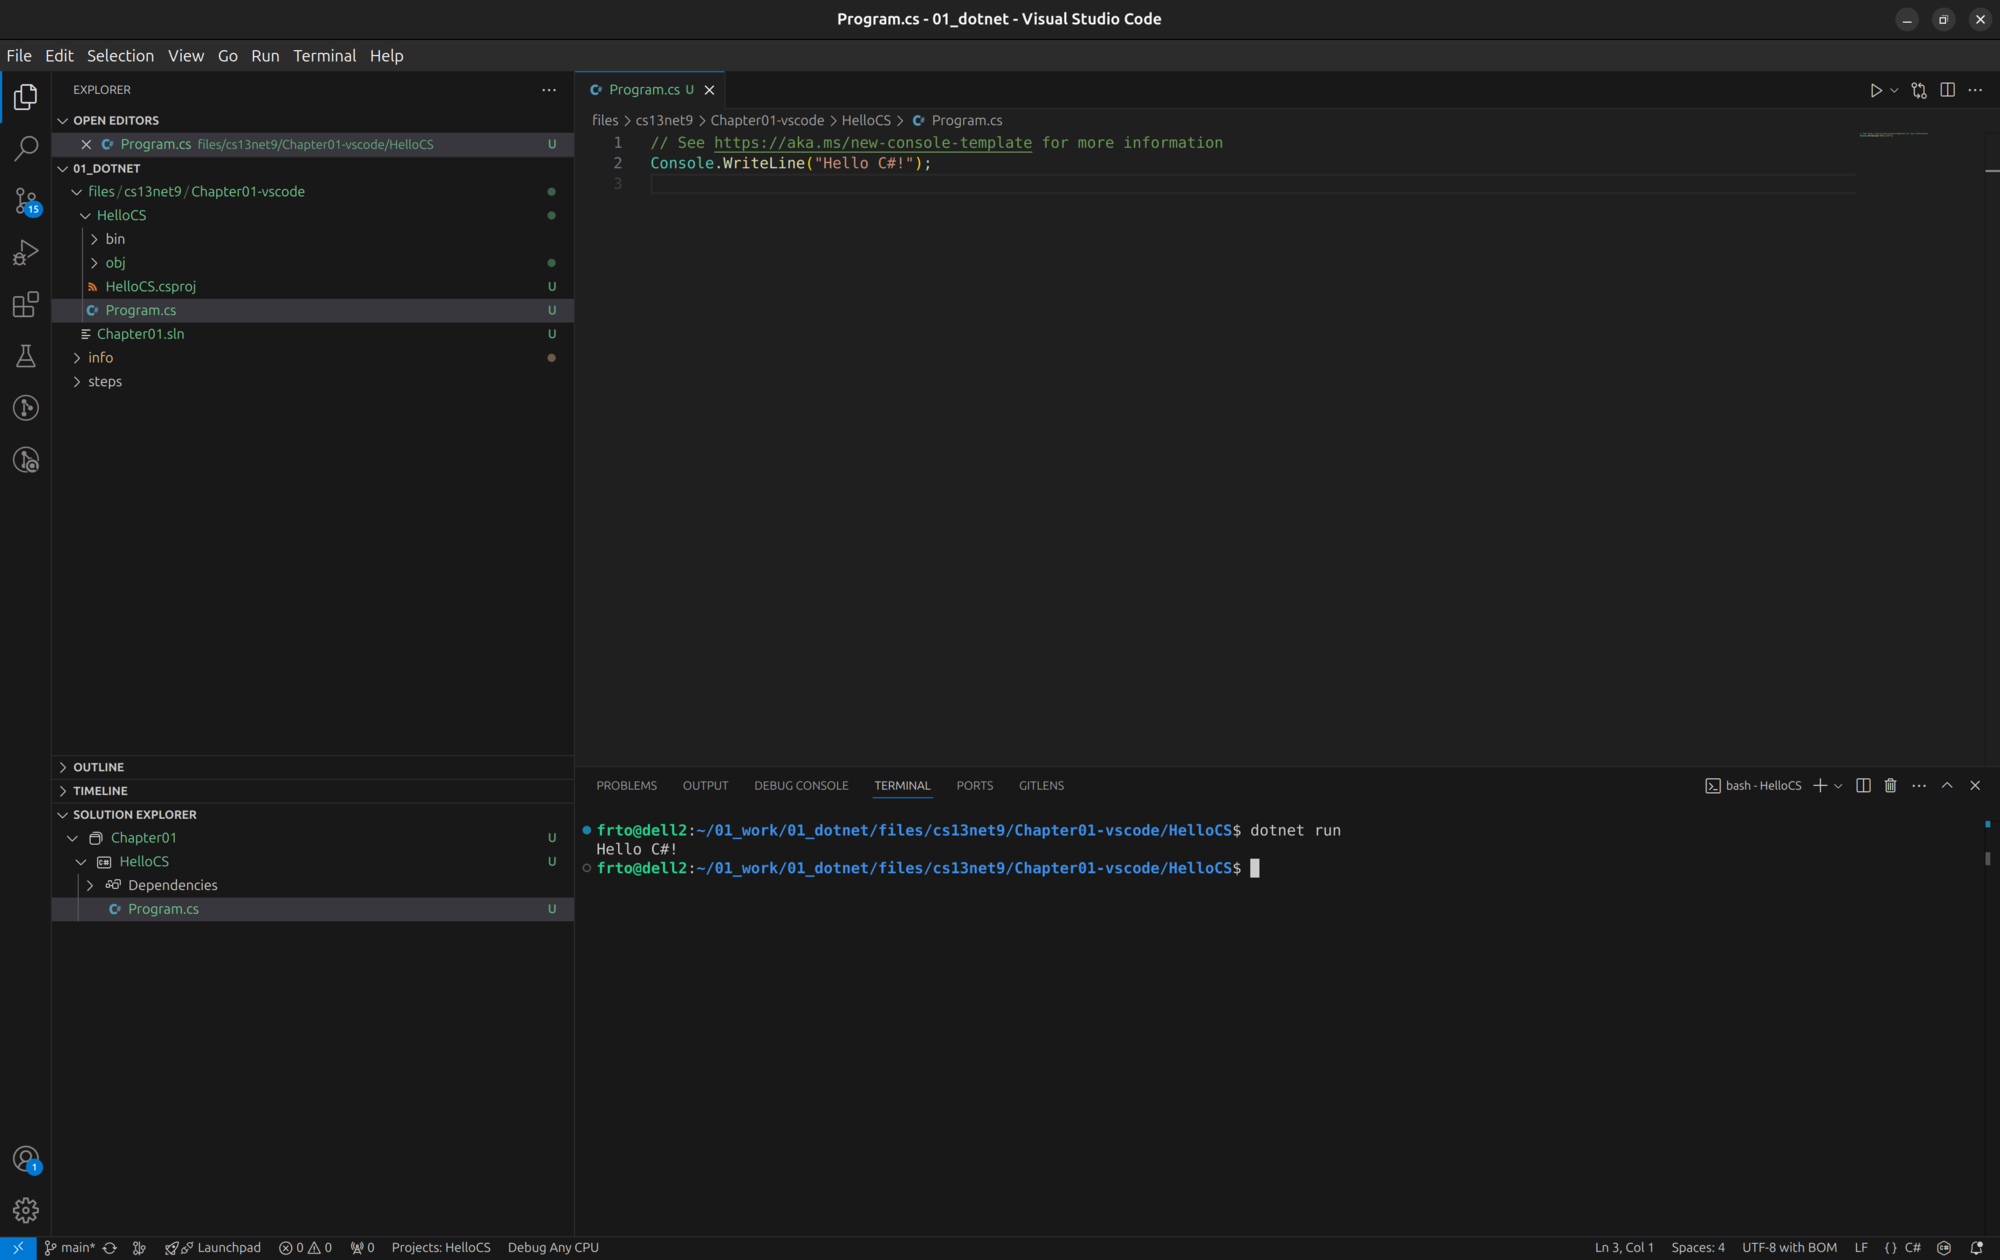 Program.cs - 01_dotnet - Visual Studio Code
File Edit Selection View Go Run Terminal Help
EXPLORER
OPEN EDITORS
Program.cs files/cs13net9/Chapter01-vscode/HelloCS U
01_DOTNET
files/cs13net9/Chapter01-vscode
HelloCS
bin
obj
HelloCS.csproj U
Program.cs U
Chapter01.sln U
info
steps
15
OUTLINE
TIMELINE
SOLUTION EXPLORER
Chapter01 U
HelloCS U
Dependencies
Program.cs U
1
Program.cs U
files > cs13net9 > Chapter01-vscode > HelloCS > Program.cs
1 // See https://aka.ms/new-console-template for more information
2 Console.WriteLine("Hello C#!");
3
PROBLEMS OUTPUT DEBUG CONSOLE TERMINAL PORTS GITLENS
bash - HelloCS
frto@dell2:~/01_work/01_dotnet/files/cs13net9/Chapter01-vscode/HelloCS$ dotnet run
Hello C#!
frto@dell2:~/01_work/01_dotnet/files/cs13net9/Chapter01-vscode/HelloCS$
main* Launchpad 0 0 0 Projects: HelloCS Debug Any CPU Ln 3, Col 1 Spaces: 4 UTF-8 with BOM LF {} C#